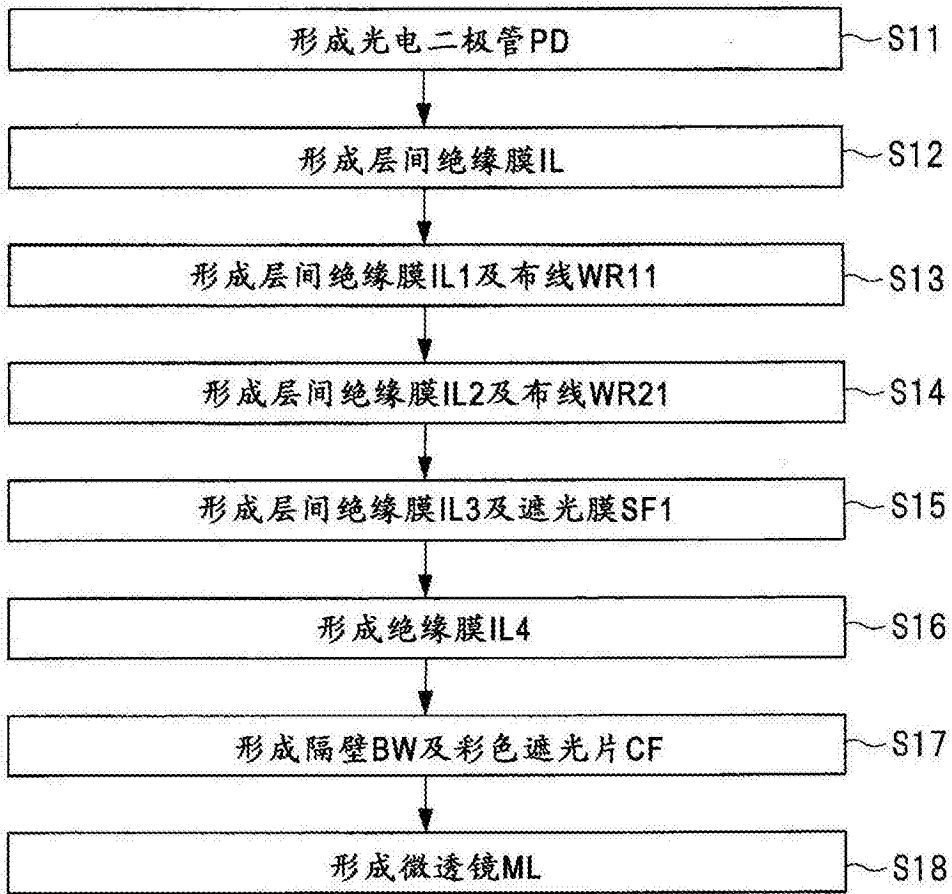 形成光电二极管PD S11
形成层间绝缘膜IL S12
形成层间绝缘膜IL1及布线WR11 S13
形成层间绝缘膜IL2及布线WR21 S14
形成层间绝缘膜IL3及遮光膜SF1 S15
形成绝缘膜IL4 S16
形成隔壁BW及彩色遮光片CF S17
形成微透镜ML S18